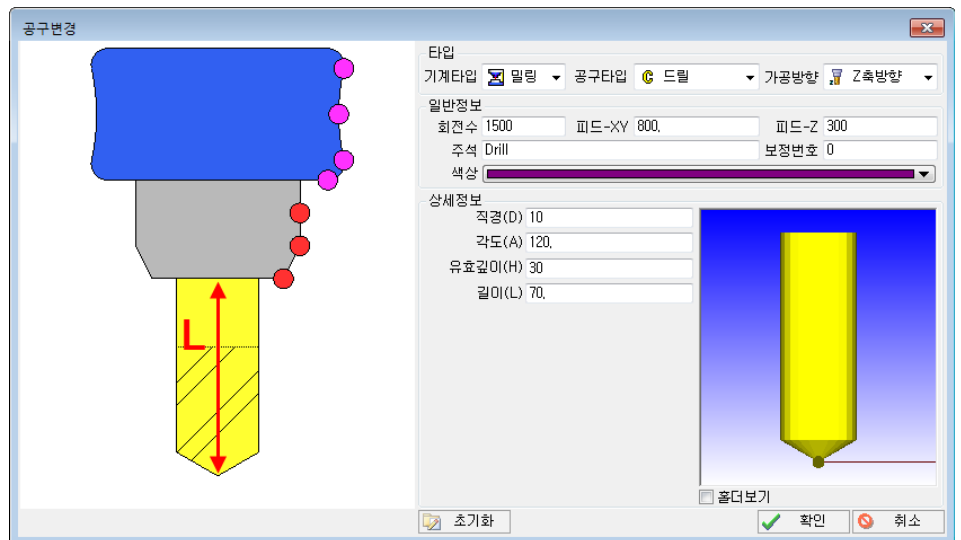 공구변경
L
타입
기계타입 밀링 공구타입 드릴 가공방향 Z축방향
일반정보
회전수 1500 피드-XY 800, 피드-Z 300
주석 Drill 보정번호 0
색상
상세정보
직경(D) 10
각도(A) 120,
유효깊이(H) 30
길이(L) 70,
홀더보기
초기화 확인 취소